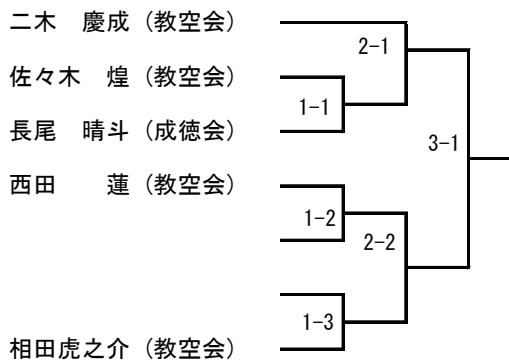 二木　慶成（教空会）
2-1
佐々木　煌（教空会）
1-1
長尾　晴斗（成徳会）
3-1
西田　　蓮（教空会）
1-2
2-2
1-3
相田虎之介（教空会）